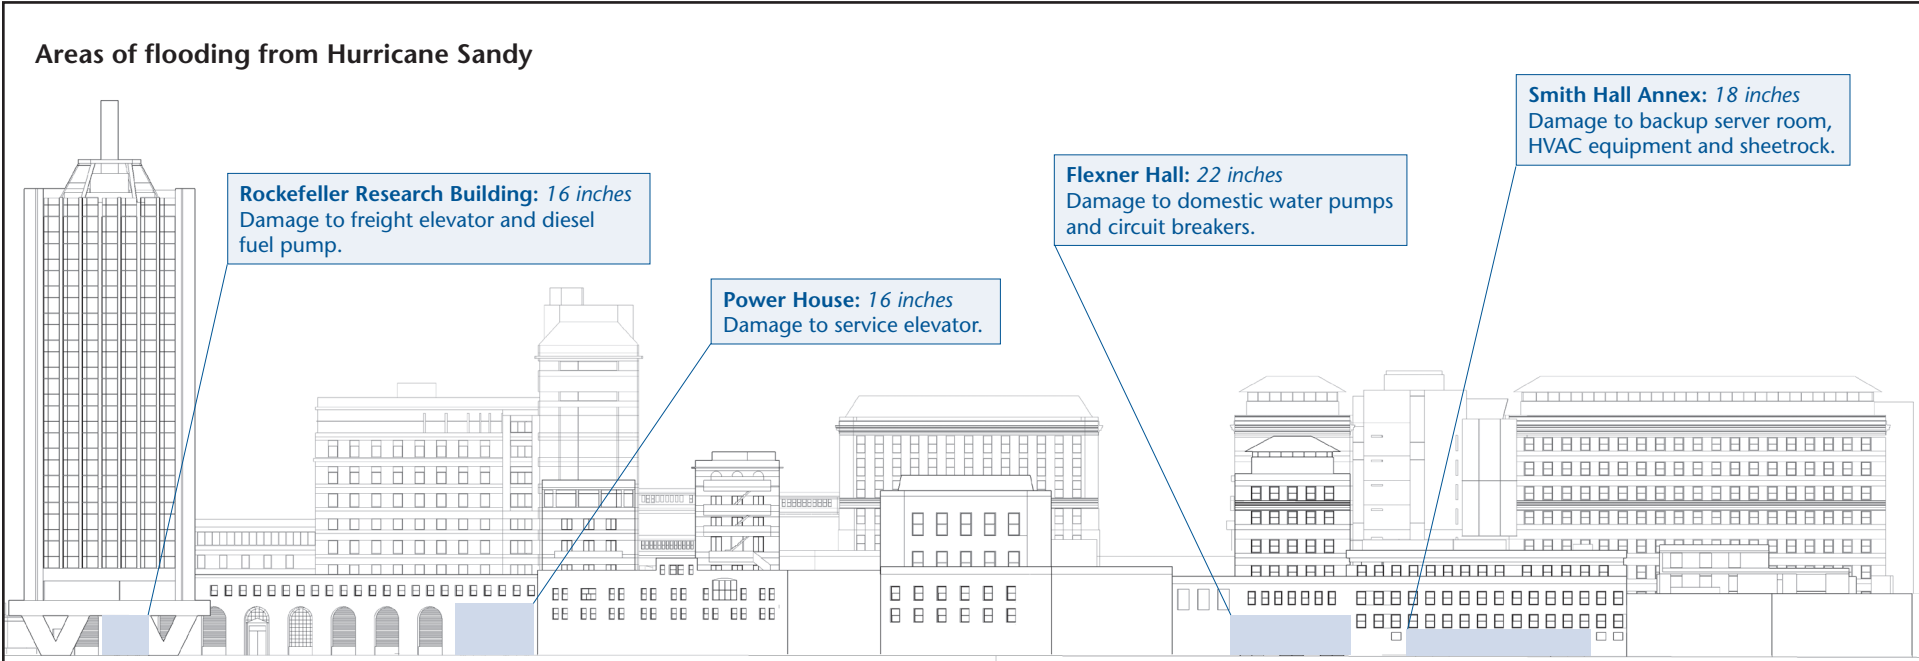 Areas of flooding from Hurricane Sandy
Rockefeller Research Building: 16 inches
Damage to freight elevator and diesel
fuel pump.
Power House: 16 inches
Damage to service elevator.
Flexner Hall: 22 inches
Damage to domestic water pumps
and circuit breakers.
Smith Hall Annex: 18 inches
Damage to backup server room,
HVAC equipment and sheetrock.